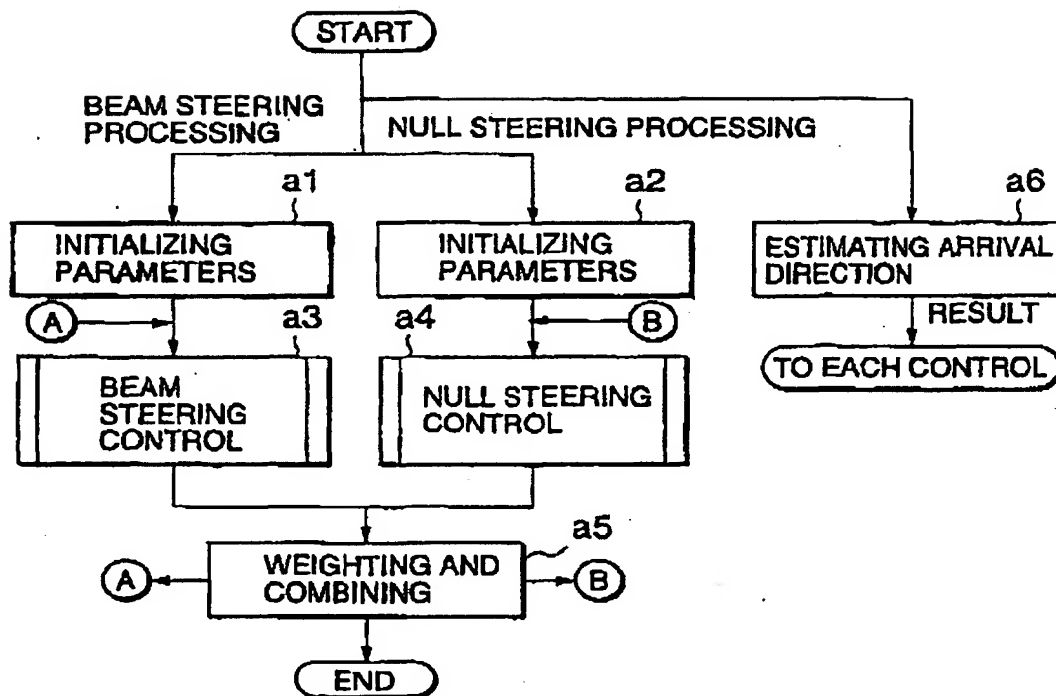 START
BEAM STEERING
PROCESSING
NULL STEERING PROCESSING
a1
a2
a6
INITIALIZING
PARAMETERS
INITIALIZING
PARAMETERS
ESTIMATING ARRIVAL
DIRECTION
A
a3
a4
B
RESULT
BEAM
STEERING
CONTROL
NULL STEERING
CONTROL
TO EACH CONTROL
a5
A
WEIGHTING AND
COMBINING
B
END